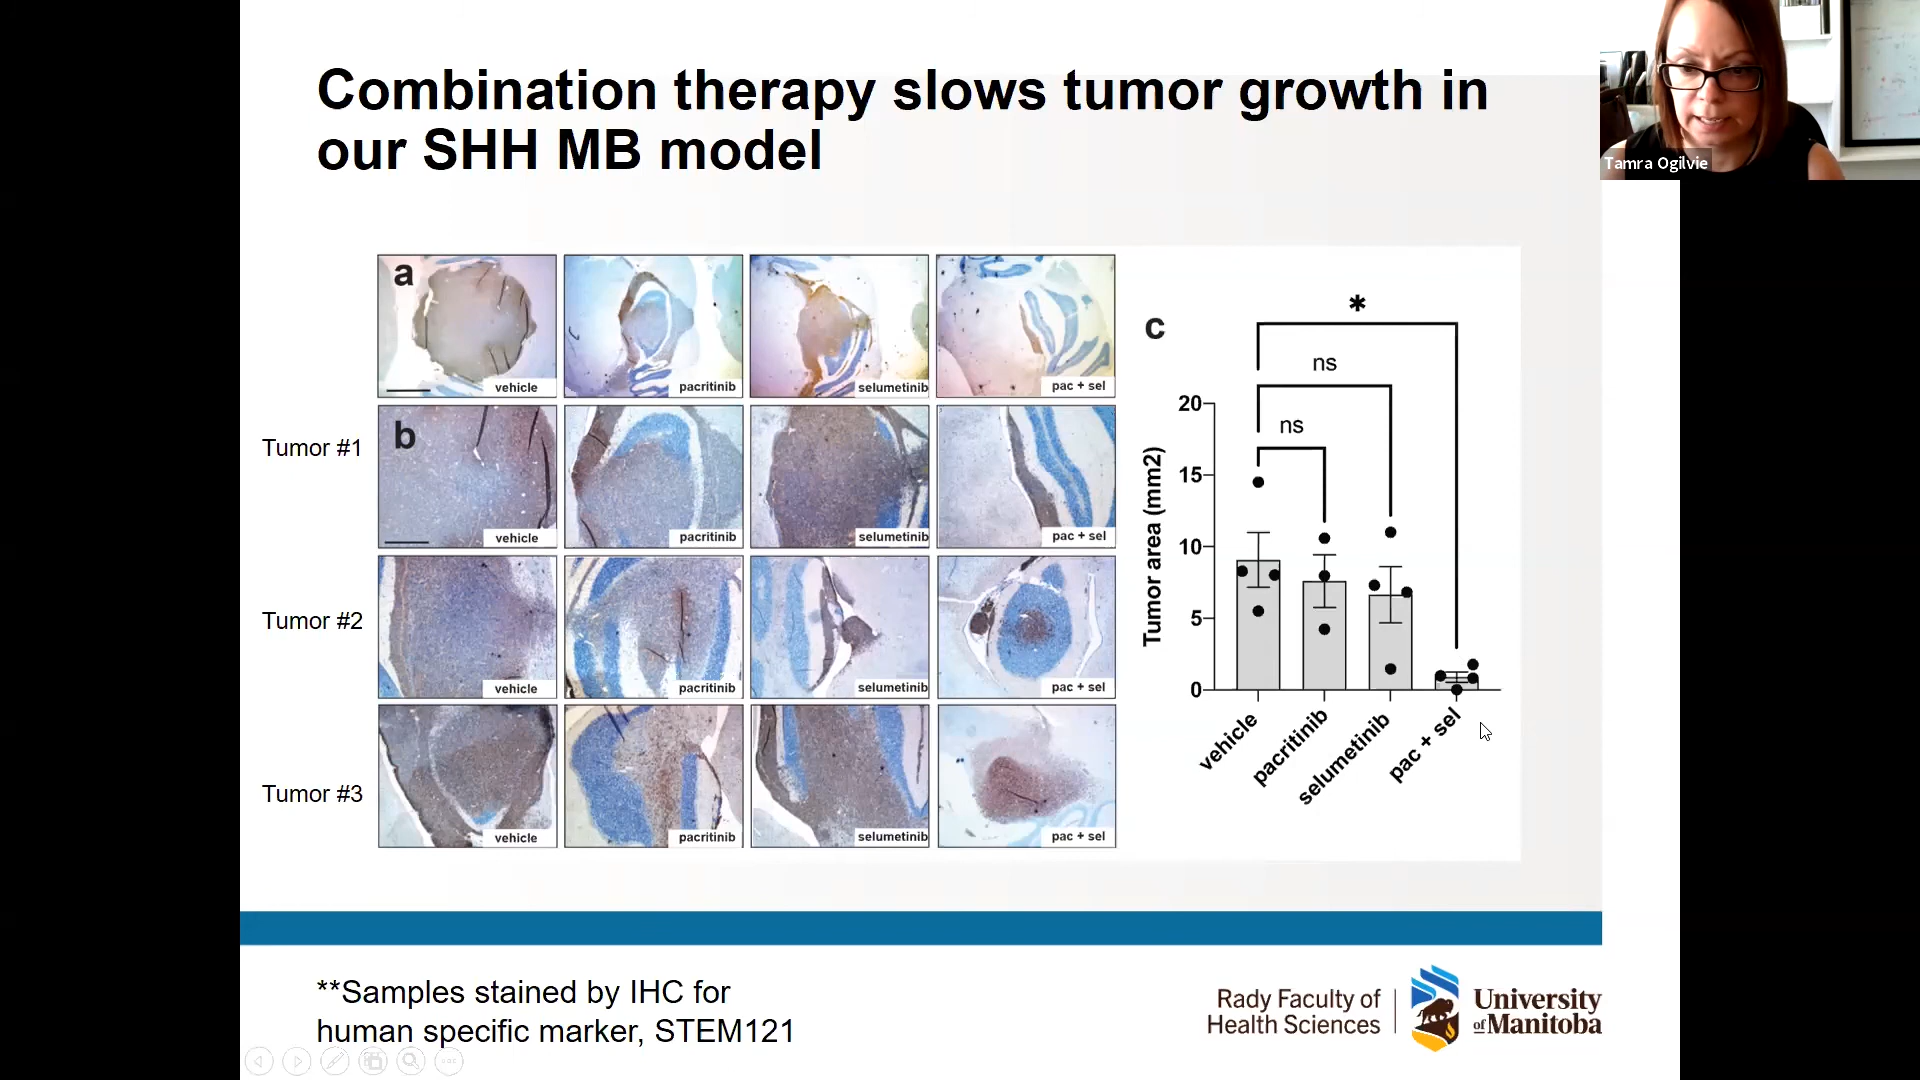 Combination therapy slows tumor growth in
our SHH MB model
Tamra Ogilvie
a
vehicle
pacritinib
selumetinib
pac + sel
Tumor #1
b
vehicle
pacritinib
selumetinib
pac + sel
Tumor #2
vehicle
pacritinib
selumetinib
pac + sel
Tumor #3
vehicle
pacritinib
selumetinib
pac + sel
c
*
ns
ns
Tumor area (mm2)
20
15
10
5
0
vehicle
pacritinib
selumetinib
pac + sel
**Samples stained by IHC for
human specific marker, STEM121
Rady Faculty of
Health Sciences
University
of Manitoba